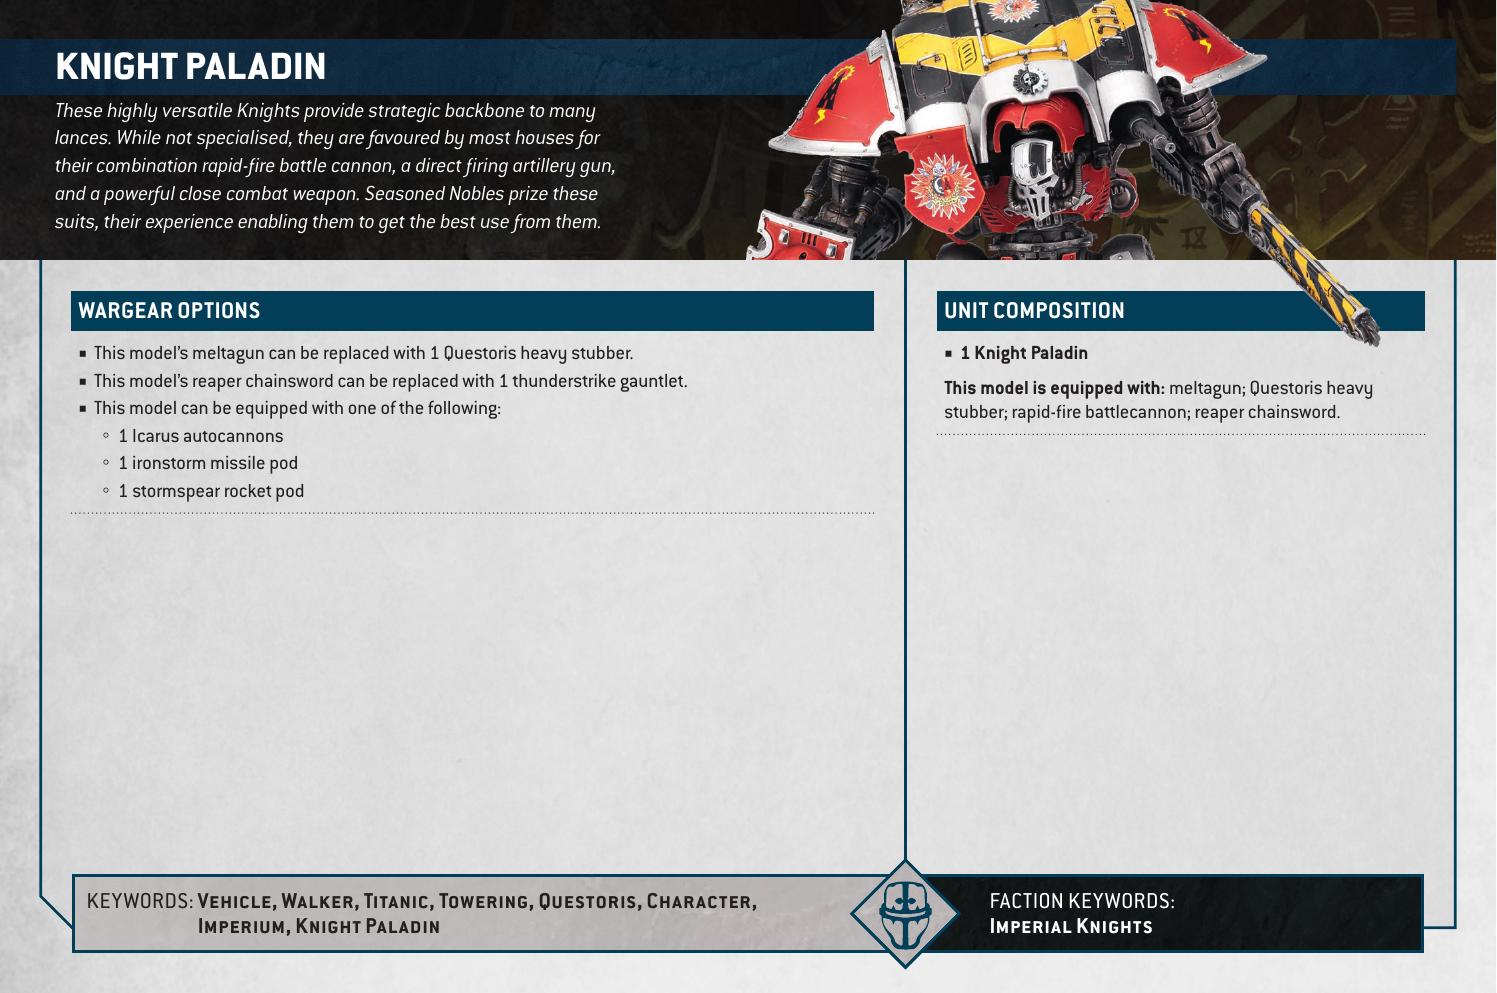 KNIGHT PALADIN
These highly versatile Knights provide strategic backbone to many
lances. While not specialised, they are favoured by most houses for
their combination rapid-fire battle cannon, a direct firing artillery gun,
and a powerful close combat weapon. Seasoned Nobles prize these
suits, their experience enabling them to get the best use from them.
WARGEAR OPTIONS
■ This model’s meltagun can be replaced with 1 Questoris heavy stubber.
■ This model’s reaper chainsword can be replaced with 1 thunderstrike gauntlet.
■ This model can be equipped with one of the following:
◦ 1 Icarus autocannons
◦ 1 ironstorm missile pod
◦ 1 stormspear rocket pod
UNIT COMPOSITION
■ 1 Knight Paladin
This model is equipped with: meltagun; Questoris heavy
stubber; rapid-fire battlecannon; reaper chainsword.
KEYWORDS: VEHICLE, WALKER, TITANIC, TOWERING, QUESTORIS, CHARACTER,
IMPERIUM, KNIGHT PALADIN
FACTION KEYWORDS:
IMPERIAL KNIGHTS